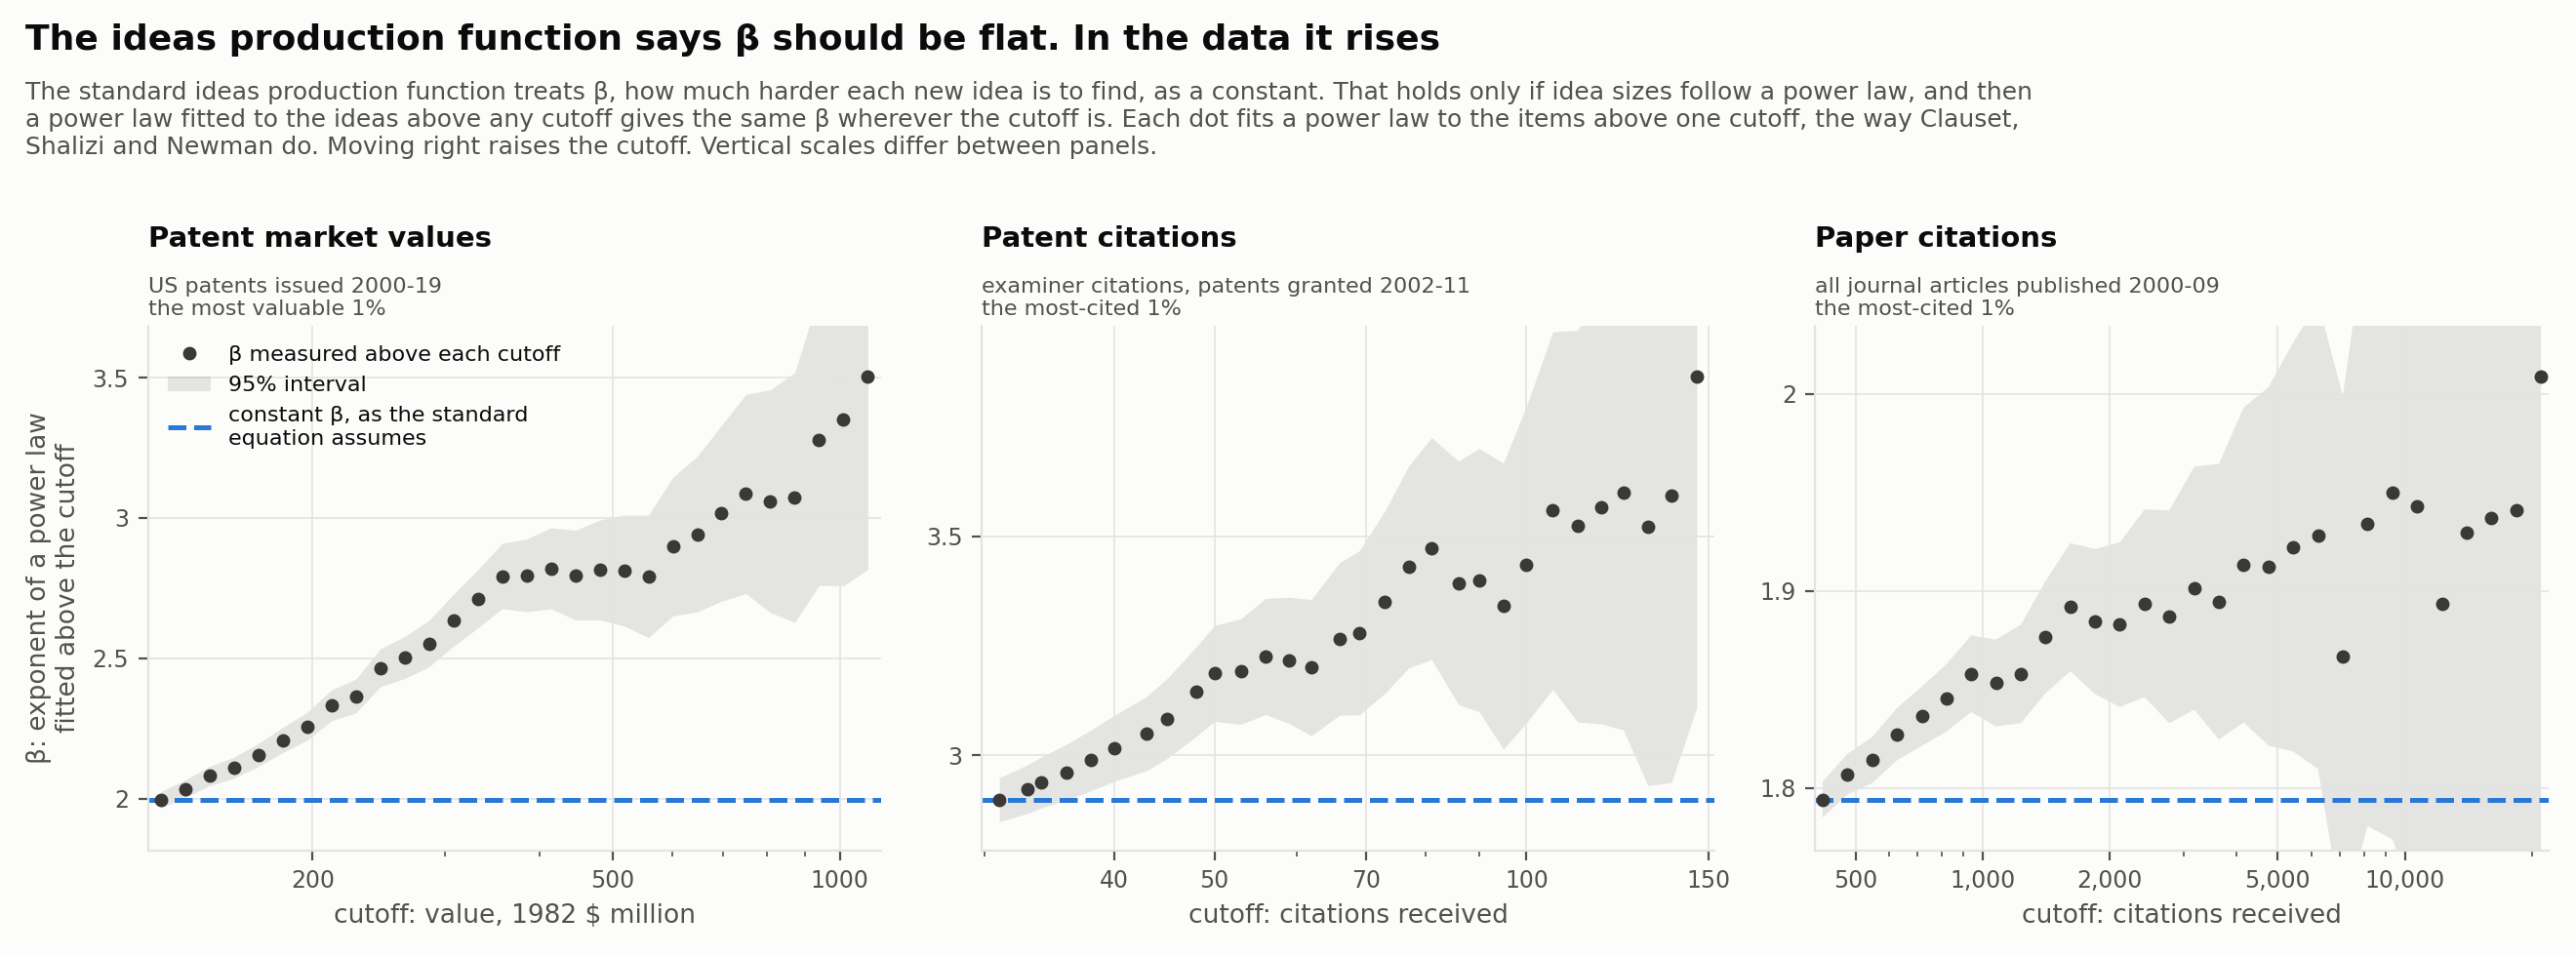 The ideas production function says β should be flat. In the data it rises
The standard ideas production function treats β, how much harder each new idea is to find, as a constant. That holds only if idea sizes follow a power law, and then
a power law fitted to the ideas above any cutoff gives the same β wherever the cutoff is. Each dot fits a power law to the items above one cutoff, the way Clauset,
Shalizi and Newman do. Moving right raises the cutoff. Vertical scales differ between panels.
Patent market values
US patents issued 2000-19
the most valuable 1%
β measured above each cutoff
95% interval
constant β, as the standard
equation assumes
β: exponent of a power law
fitted above the cutoff
3.5
3
2.5
2
200
500
1000
cutoff: value, 1982 $ million
Patent citations
examiner citations, patents granted 2002-11
the most-cited 1%
3.5
3
40
50
70
100
150
cutoff: citations received
Paper citations
all journal articles published 2000-09
the most-cited 1%
2
1.9
1.8
500
1,000
2,000
5,000
10,000
cutoff: citations received